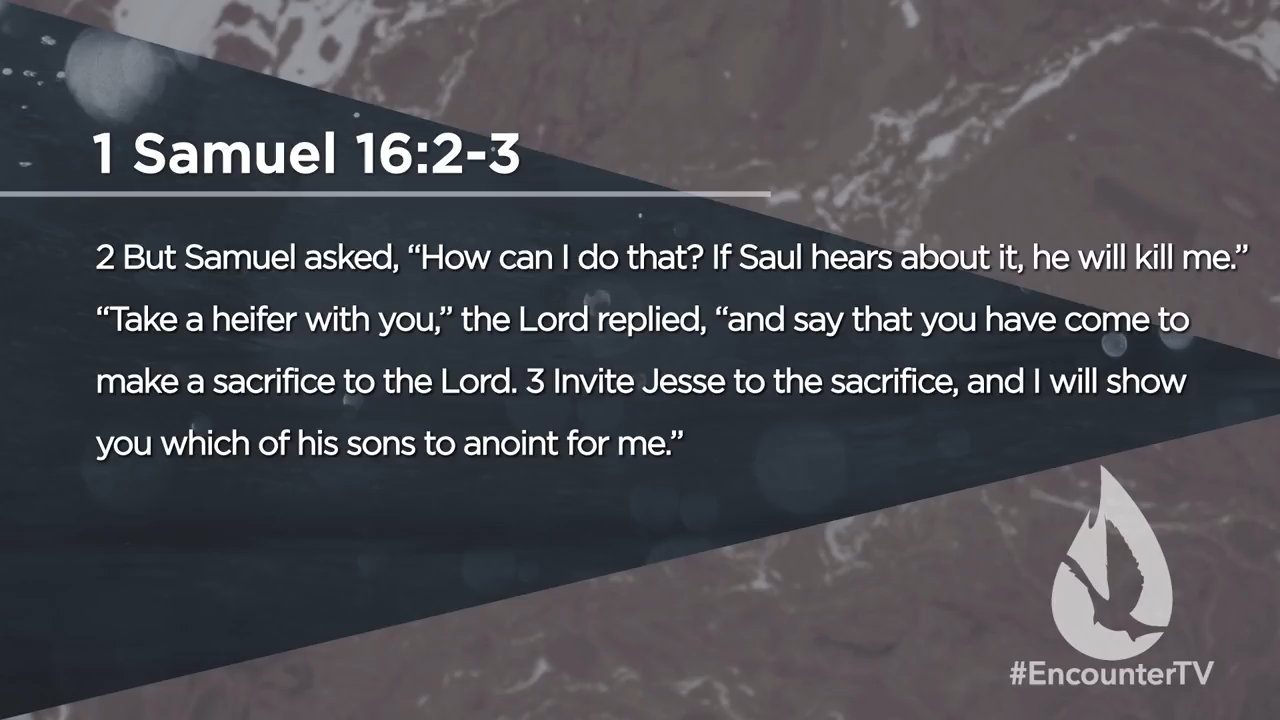 1 Samuel 16:2-3
2 But Samuel asked, “How can I do that? If Saul hears about it, he will kill me.”
“Take a heifer with you,” the Lord replied, “and say that you have come to
make a sacrifice to the Lord. 3 Invite Jesse to the sacrifice, and I will show
you which of his sons to anoint for me.”
#EncounterTV